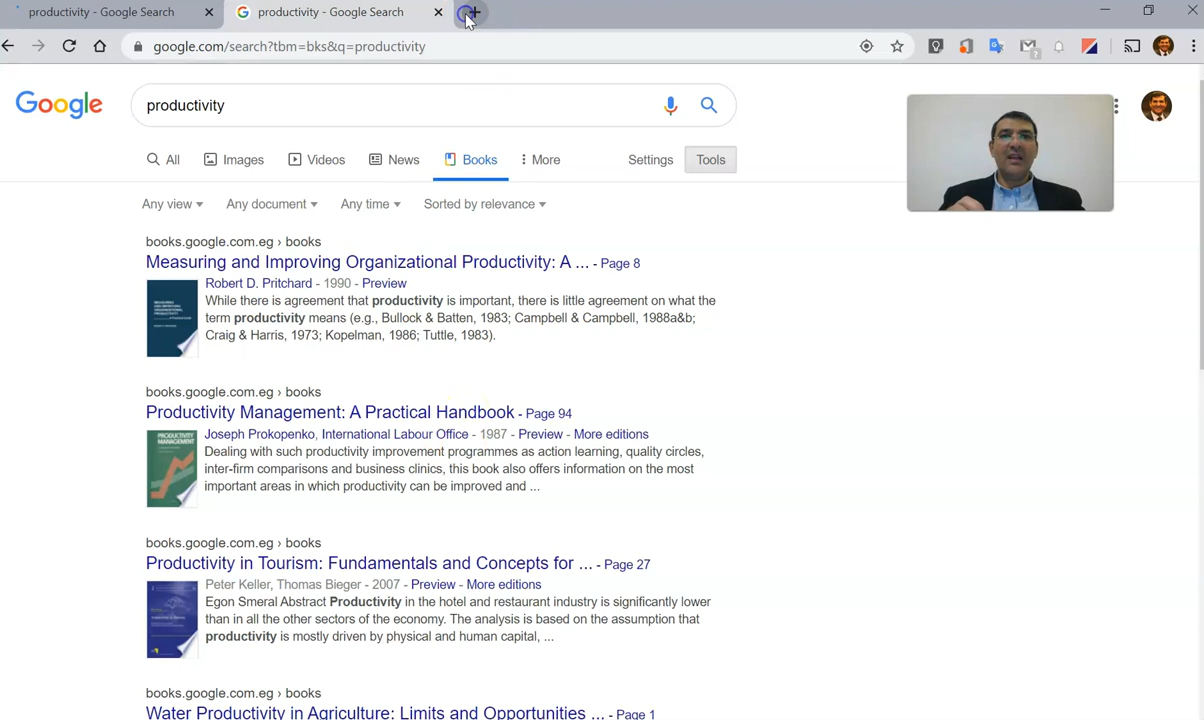 productivity - Google Search
productivity - Google Search
google.com/search?tbm=bks&q=productivity
Google
productivity
All Images Videos News Books More Settings Tools
Any view Any document Any time Sorted by relevance
books.google.com.eg › books
Measuring and Improving Organizational Productivity: A ... - Page 8
Robert D. Pritchard - 1990 - Preview
While there is agreement that productivity is important, there is little agreement on what the
term productivity means (e.g., Bullock & Batten, 1983; Campbell & Campbell, 1988a&b;
Craig & Harris, 1973; Kopelman, 1986; Tuttle, 1983).
books.google.com.eg › books
Productivity Management: A Practical Handbook - Page 94
PRODUCTIVITY
MANAGEMENT
Joseph Prokopenko, International Labour Office - 1987 - Preview - More editions
Dealing with such productivity improvement programmes as action learning, quality circles,
inter-firm comparisons and business clinics, this book also offers information on the most
important areas in which productivity can be improved and ...
books.google.com.eg › books
Productivity in Tourism: Fundamentals and Concepts for ... - Page 27
Peter Keller, Thomas Bieger - 2007 - Preview - More editions
Egon Smeral Abstract Productivity in the hotel and restaurant industry is significantly lower
than in all the other sectors of the economy. The analysis is based on the assumption that
productivity is mostly driven by physical and human capital, ...
books.google.com.eg › books
Water Productivity in Agriculture: Limits and Opportunities ... - Page 1